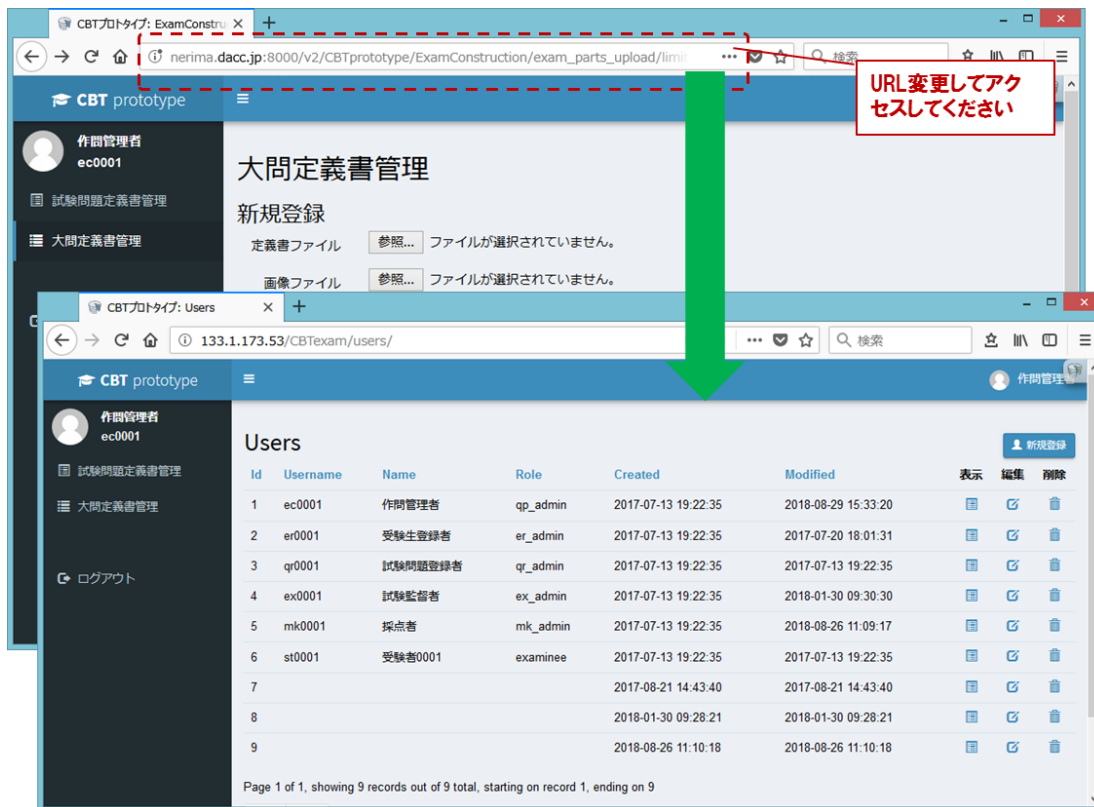 CBTプロトタイプ: ExamConstru
nerima.dacc.jp:8000/v2/CBTprototype/ExamConstruction/exam_parts_upload/limit
検索
URL変更してアク
セスしてください
CBT prototype
作問管理者
ec0001
試験問題定義書管理
大問定義書管理
大問定義書管理
新規登録
定義書ファイル 参照... ファイルが選択されていません。
画像ファイル 参照... ファイルが選択されていません。
CBTプロトタイプ: Users
133.1.173.53/CBTexam/users/
検索
CBT prototype
作問管理者
作問管理者
ec0001
試験問題定義書管理
大問定義書管理
ログアウト
Users
新規登録
Id Username Name Role Created Modified 表示 編集 削除
1 ec0001 作問管理者 qp_admin 2017-07-13 19:22:35 2018-08-29 15:33:20
2 er0001 受験生登録者 er_admin 2017-07-13 19:22:35 2017-07-20 18:01:31
3 qr0001 試験問題登録者 qr_admin 2017-07-13 19:22:35 2017-07-13 19:22:35
4 ex0001 試験監督者 ex_admin 2017-07-13 19:22:35 2018-01-30 09:30:30
5 mk0001 採点者 mk_admin 2017-07-13 19:22:35 2018-08-26 11:09:17
6 st0001 受験者0001 examinee 2017-07-13 19:22:35 2017-07-13 19:22:35
7 2017-08-21 14:43:40 2017-08-21 14:43:40
8 2018-01-30 09:28:21 2018-01-30 09:28:21
9 2018-08-26 11:10:18 2018-08-26 11:10:18
Page 1 of 1, showing 9 records out of 9 total, starting on record 1, ending on 9